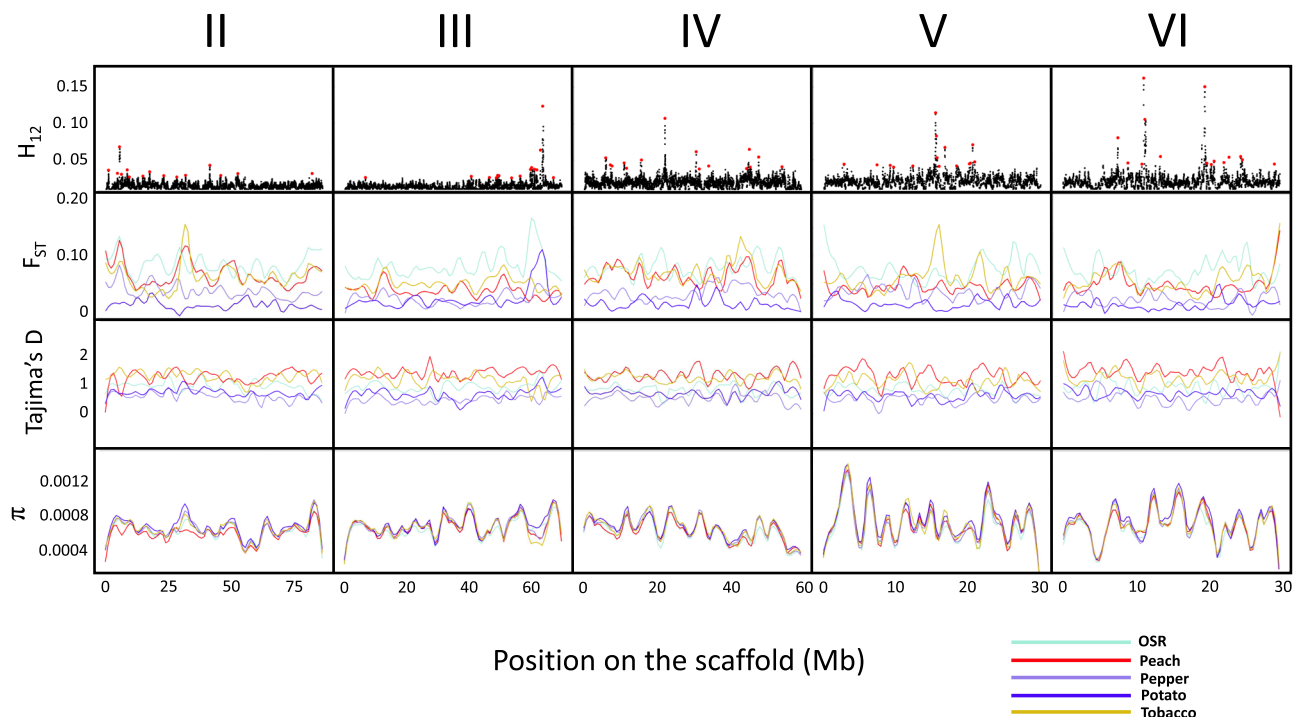 II III IV V VI
H12
0.15
0.10
0.05
FST
0.20
0.10
0
Tajima's D
2
1
0
π
0.0012
0.0008
0.0004
0 25 50 75 0 20 40 60 0 20 40 60 0 10 20 30 0 10 20 30
Position on the scaffold (Mb)
OSR
Peach
Pepper
Potato
Tobacco